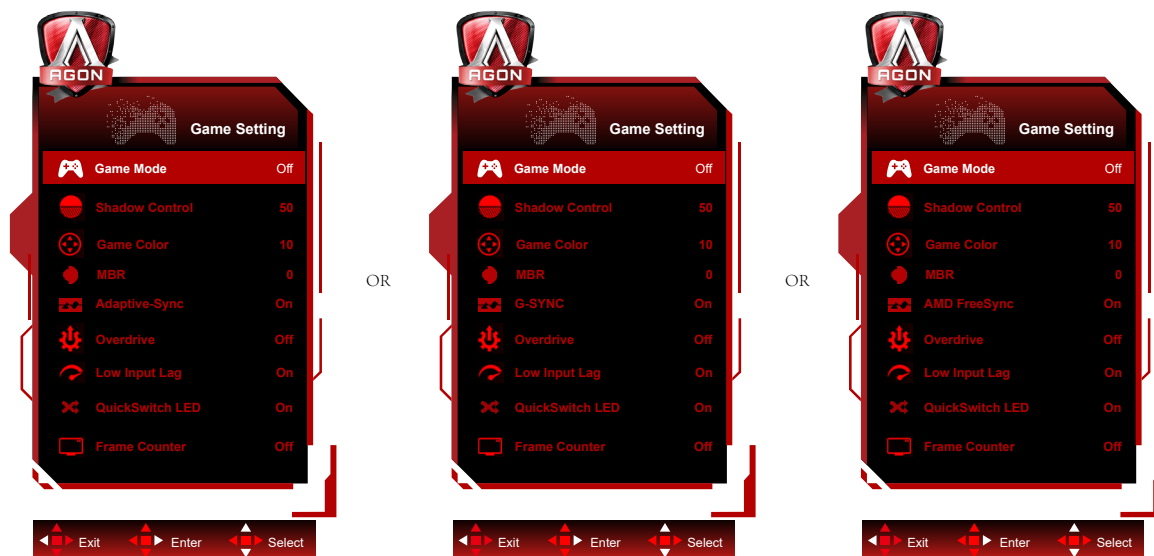 AGON
Game Setting
Game Mode Off
Shadow Control 50
Game Color 10
MBR 0
Adaptive-Sync On
Overdrive Off
Low Input Lag On
QuickSwitch LED On
Frame Counter Off
Exit Enter Select
OR
AGON
Game Setting
Game Mode Off
Shadow Control 50
Game Color 10
MBR 0
G-SYNC On
Overdrive Off
Low Input Lag On
QuickSwitch LED On
Frame Counter Off
Exit Enter Select
OR
AGON
Game Setting
Game Mode Off
Shadow Control 50
Game Color 10
MBR 0
AMD FreeSync On
Overdrive Off
Low Input Lag On
QuickSwitch LED On
Frame Counter Off
Exit Enter Select